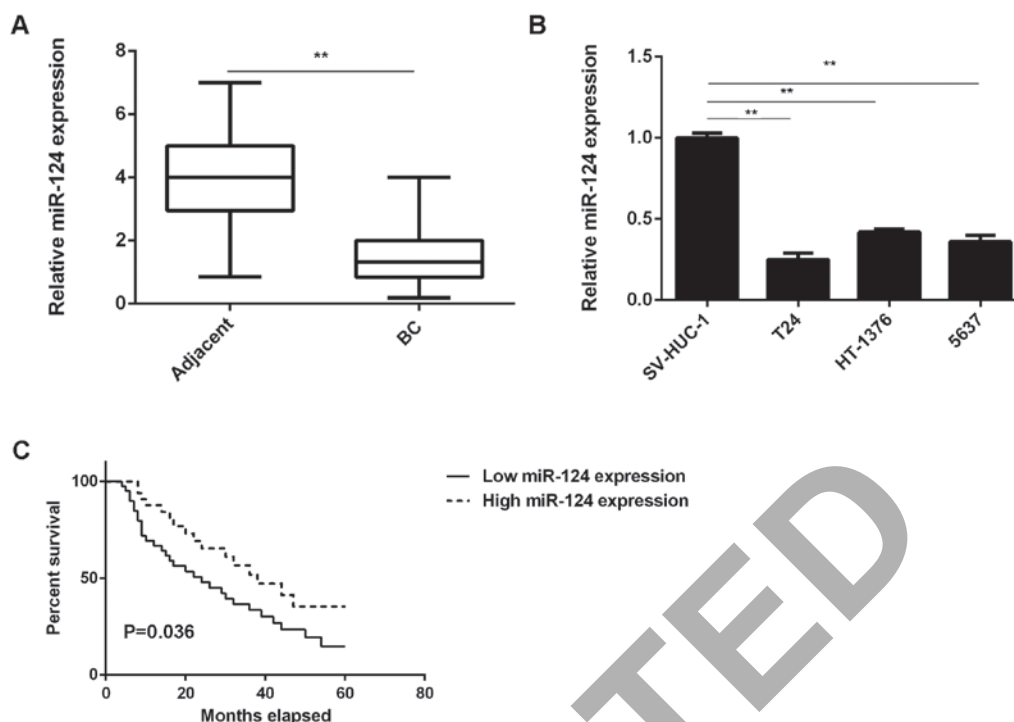 A
Relative miR-124 expression
8
6
4
2
0
**
Adjacent
BC
B
Relative miR-124 expression
1.5
1.0
0.5
0.0
**
**
**
SV-HUC-1
T24
HT-1376
5637
C
Percent survival
100
50
0
P=0.036
0
20
40
60
80
Months elapsed
Low miR-124 expression
High miR-124 expression
TED